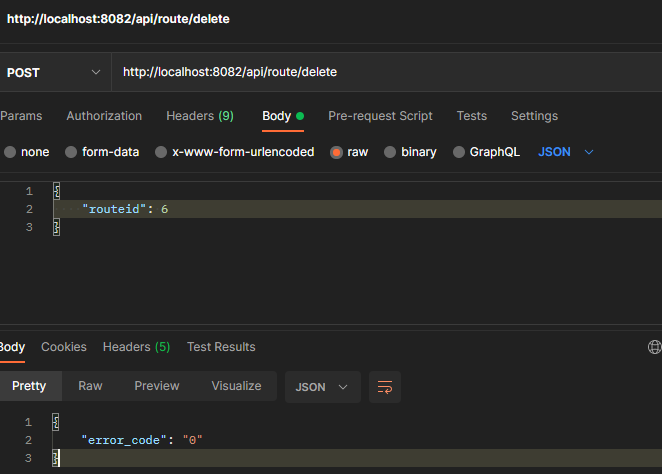 http://localhost:8082/api/route/delete
POST http://localhost:8082/api/route/delete
Params Authorization Headers (9) Body Pre-request Script Tests Settings
none form-data x-www-form-urlencoded raw binary GraphQL JSON
1 {
2 "routeid": 6
3 }
Body Cookies Headers (5) Test Results
Pretty Raw Preview Visualize JSON
1 {
2 "error_code": "0"
3 }